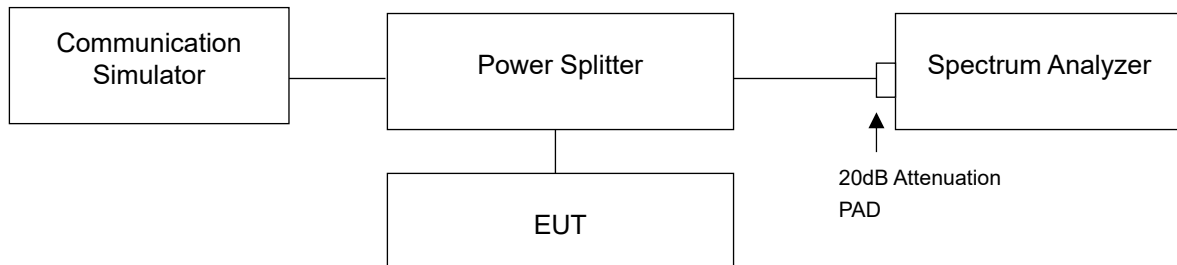 Communication
Simulator
Power Splitter
Spectrum Analyzer
20dB Attenuation
PAD
EUT